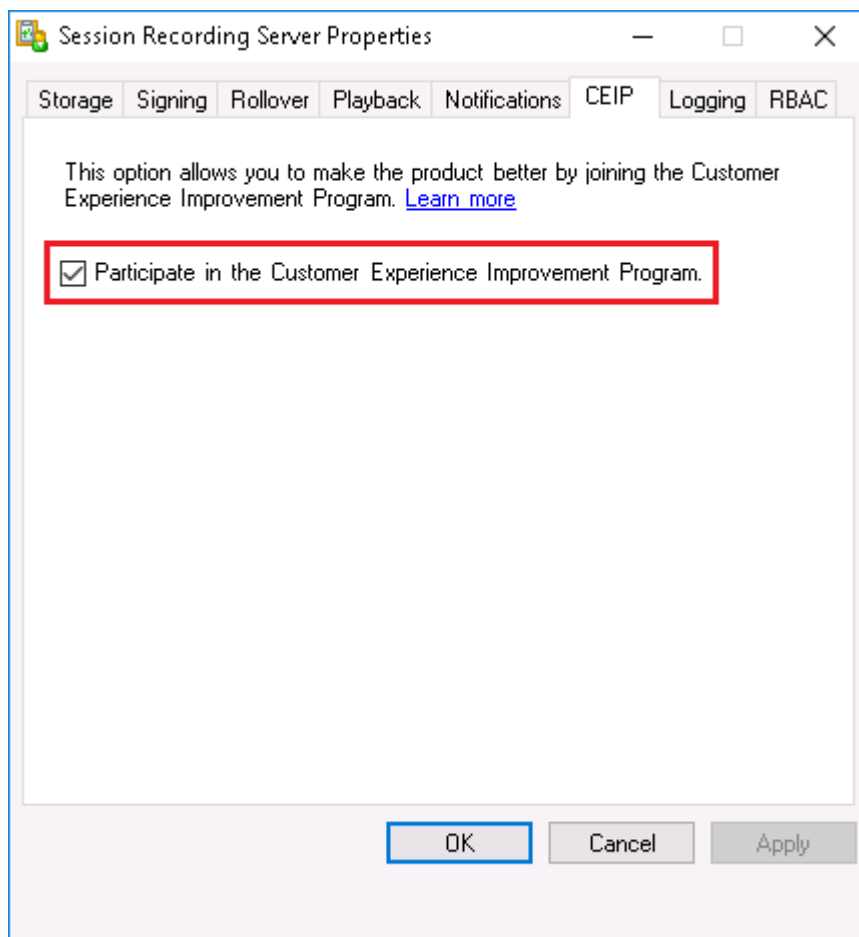 Session Recording Server Properties
Storage Signing Rollover Playback Notifications CEIP Logging RBAC
This option allows you to make the product better by joining the Customer
Experience Improvement Program. Learn more
Participate in the Customer Experience Improvement Program.
OK Cancel Apply